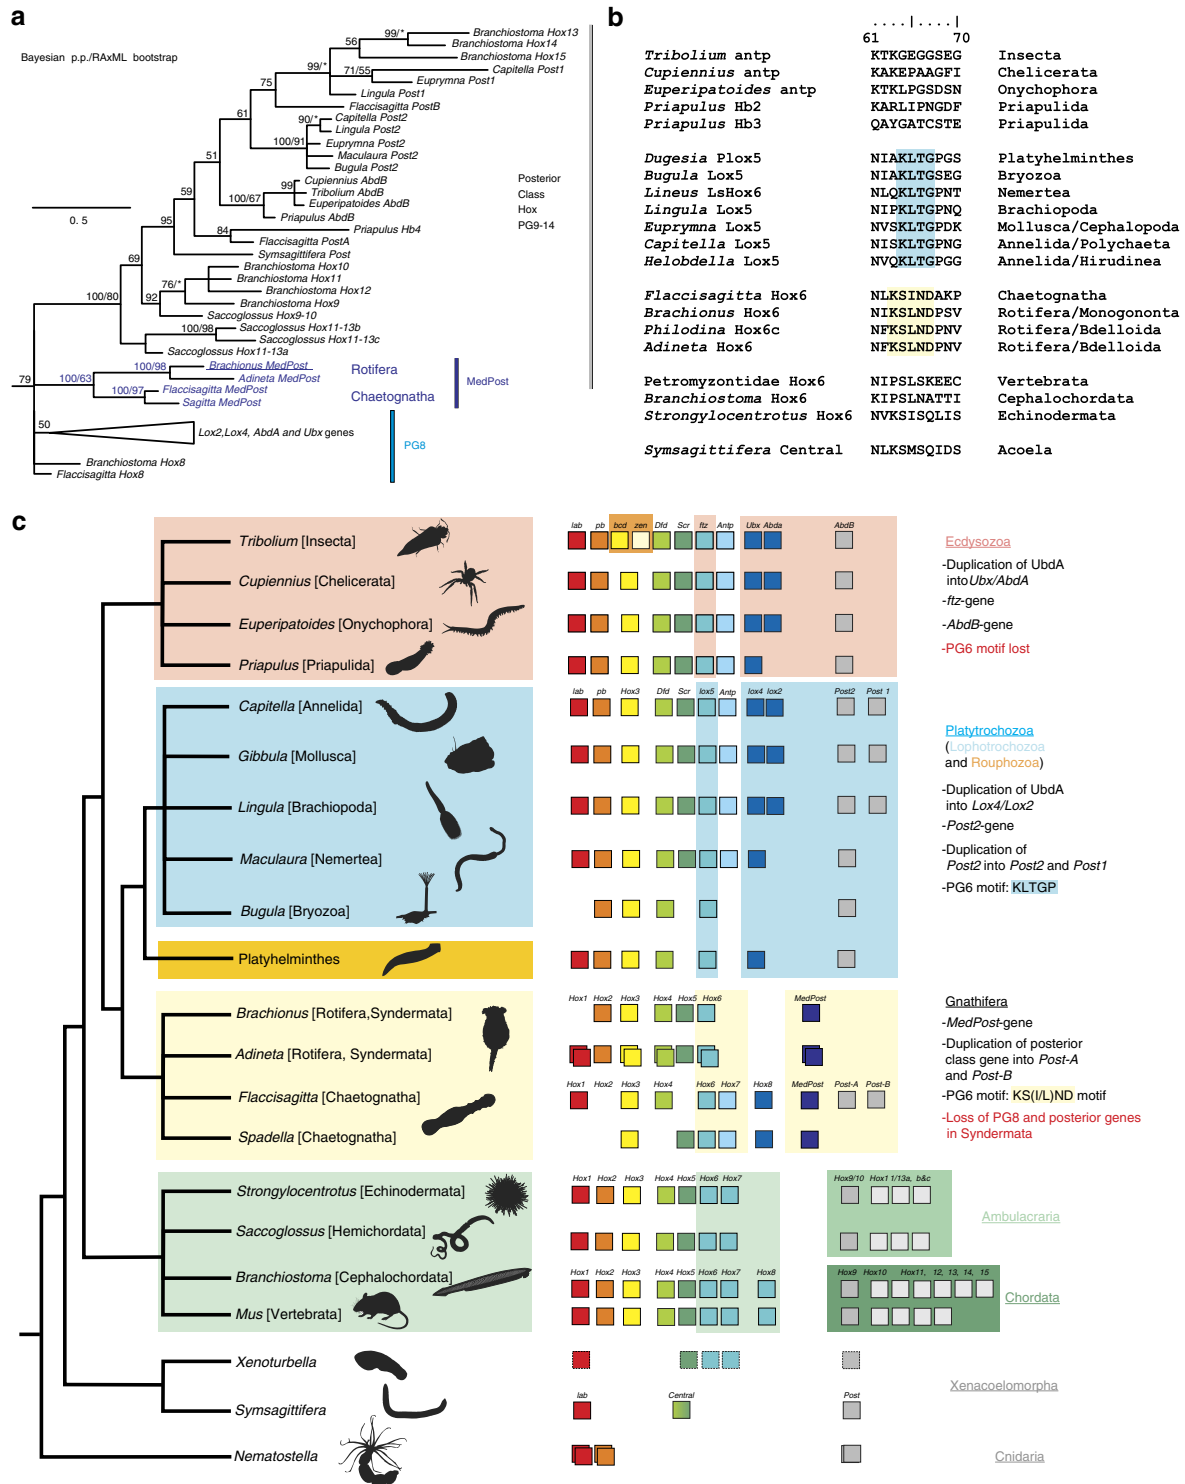 a
Bayesian p.p./RAxML bootstrap
99/*
Branchiostoma Hox13
Branchiostoma Hox14
56
Branchiostoma Hox15
99/*
71/55
Capitella Post1
Euprymna Post1
75
Lingula Post1
Flaccisagitta PostB
61
90/*
Capitella Post2
Lingula Post2
100/91
Euprymna Post2
Maculaura Post2
Bugula Post2
51
99
Cupiennius AbdB
Tribolium AbdB
100/67
Euperipatoides AbdB
Priapulus AbdB
Posterior
Class
Hox
PG9-14
0. 5
59
84
Priapulus Hb4
Flaccisagitta PostA
95
Symsagittifera Post
69
Branchiostoma Hox10
76/*
Branchiostoma Hox11
Branchiostoma Hox12
92
Branchiostoma Hox9
Saccoglossus Hox9-10
100/80
100/98
Saccoglossus Hox11-13b
Saccoglossus Hox11-13c
Saccoglossus Hox11-13a
79
100/63
100/98
Brachionus MedPost
Adineta MedPost
Rotifera
100/97
Flaccisagitta MedPost
Sagitta MedPost
Chaetognatha
MedPost
50
Lox2,Lox4, AbdA and Ubx genes
PG8
Branchiostoma Hox8
Flaccisagitta Hox8
b
61 70
Tribolium antp KTKGEGGSEG Insecta
Cupiennius antp KAKEPAAGFI Chelicerata
Euperipatoides antp KTKLPGSDSN Onychophora
Priapulus Hb2 KARLIPNGDF Priapulida
Priapulus Hb3 QAYGATCSTE Priapulida
Dugesia Plox5 NIAKLTGPGS Platyhelminthes
Bugula Lox5 NIAKLTGSEG Bryozoa
Lineus LsHox6 NLQKLTGPNT Nemertea
Lingula Lox5 NIPKLTGPNQ Brachiopoda
Euprymna Lox5 NVSKLTGPDK Mollusca/Cephalopoda
Capitella Lox5 NISKLTGPNG Annelida/Polychaeta
Helobdella Lox5 NVQKLTGPGG Annelida/Hirudinea
Flaccisagitta Hox6 NLKSINDAKP Chaetognatha
Brachionus Hox6 NIKSLNDPSV Rotifera/Monogononta
Philodina Hox6c NFKSLNDPNV Rotifera/Bdelloida
Adineta Hox6 NFKSLNDPNV Rotifera/Bdelloida
Petromyzontidae Hox6 NIPSLSKEEC Vertebrata
Branchiostoma Hox6 KIPSLNATTI Cephalochordata
Strongylocentrotus Hox6 NVKSISQLIS Echinodermata
Symsagittifera Central NLKSMSQIDS Acoela
c
lab pb bcd zen Dfd Scr ftz Antp Ubx Abda AbdB
Tribolium [Insecta]
Cupiennius [Chelicerata]
Euperipatoides [Onychophora]
Priapulus [Priapulida]
Ecdysozoa
-Duplication of UbdA
intoUbx/AbdA
-ftz-gene
-AbdB-gene
-PG6 motif lost
lab pb Hox3 Dfd Scr lox5 Antp lox4 lox2 Post2 Post 1
Capitella [Annelida]
Gibbula [Mollusca]
Lingula [Brachiopoda]
Maculaura [Nemertea]
Bugula [Bryozoa]
Platyhelminthes
Platytrochozoa
(Lophotrochozoa
and Rouphozoa)
-Duplication of UbdA
into Lox4/Lox2
-Post2-gene
-Duplication of
Post2 into Post2 and Post1
-PG6 motif: KLTGP
Hox1 Hox2 Hox3 Hox4 Hox5 Hox6 MedPost
Brachionus [Rotifera,Syndermata]
Adineta [Rotifera, Syndermata]
Hox1 Hox2 Hox3 Hox4 Hox6 Hox7 Hox8 MedPost Post-A Post-B
Flaccisagitta [Chaetognatha]
Spadella [Chaetognatha]
Gnathifera
-MedPost-gene
-Duplication of posterior
class gene into Post-A
and Post-B
-PG6 motif: KS(I/L)ND motif
-Loss of PG8 and posterior genes
in Syndermata
Hox1 Hox2 Hox3 Hox4 Hox5 Hox6 Hox7 Hox9/10 Hox1 1/13a, b&c
Strongylocentrotus [Echinodermata]
Saccoglossus [Hemichordata]
Ambulacraria
Hox1 Hox2 Hox3 Hox4 Hox5 Hox6 Hox7 Hox8 Hox9 Hox10 Hox11, 12, 13, 14, 15
Branchiostoma [Cephalochordata]
Mus [Vertebrata]
Chordata
Xenoturbella
Xenacoelomorpha
lab Central Post
Symsagittifera
Nematostella
Cnidaria